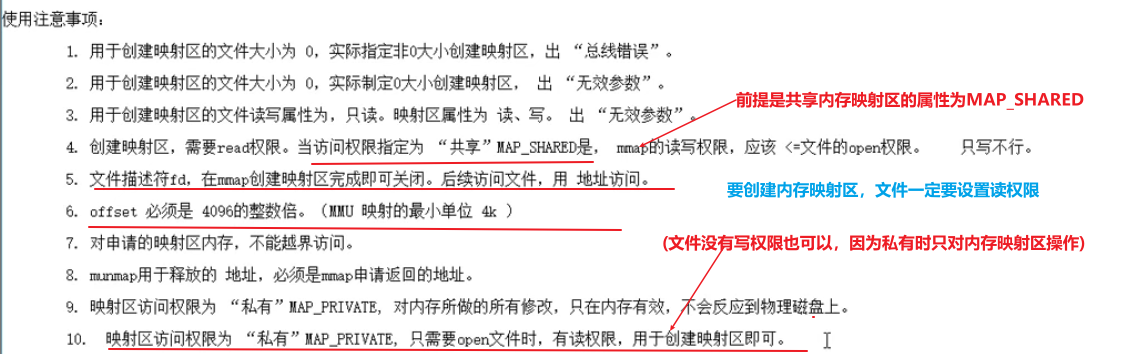 使用注意事项：
1. 用于创建映射区的文件大小为 0，实际指定非0大小创建映射区，出 “总线错误”。
2. 用于创建映射区的文件大小为 0，实际制定0大小创建映射区， 出 “无效参数”。
3. 用于创建映射区的文件读写属性为，只读。映射区属性为 读、写。 出 “无效参数”。
前提是共享内存映射区的属性为MAP_SHARED
4. 创建映射区，需要read权限。当访问权限指定为 “共享”MAP_SHARED是， mmap的读写权限，应该 <=文件的open权限。 只写不行。
5. 文件描述符fd，在mmap创建映射区完成即可关闭。后续访问文件，用 地址访问。
要创建内存映射区，文件一定要设置读权限
6. offset 必须是 4096的整数倍。（MMU 映射的最小单位 4k ）
7. 对申请的映射区内存，不能越界访问。
(文件没有写权限也可以，因为私有时只对内存映射区操作)
8. munmap用于释放的 地址，必须是mmap申请返回的地址。
9. 映射区访问权限为 “私有”MAP_PRIVATE, 对内存所做的所有修改，只在内存有效，不会反应到物理磁盘上。
10. 映射区访问权限为 “私有”MAP_PRIVATE, 只需要open文件时，有读权限，用于创建映射区即可。